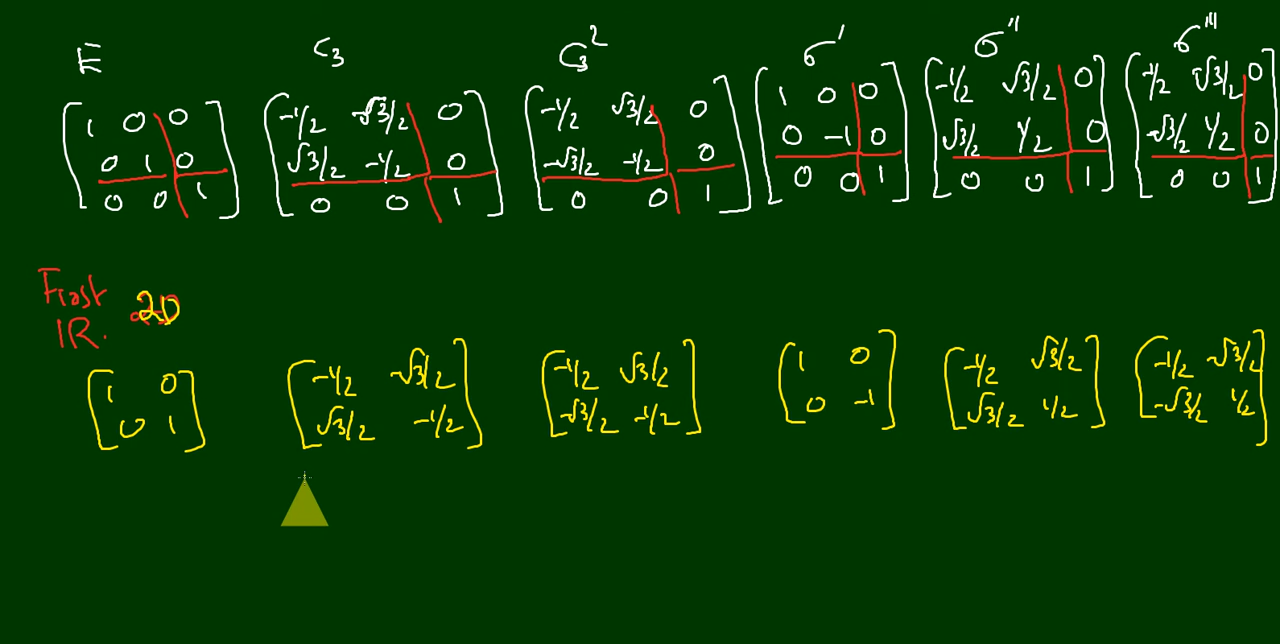 E C₃ C₃² σ' σ'' σ'''
[1 0 0] [-1/2 -√3/2 0] [-1/2 √3/2 0] [1 0 0] [-1/2 √3/2 0] [-1/2 -√3/2 0]
[0 1 0] [√3/2 -1/2 0] [-√3/2 -1/2 0] [0 -1 0] [√3/2 1/2 0] [-√3/2 1/2 0]
[0 0 1] [0 0 1] [0 0 1] [0 0 1] [0 0 1] [0 0 1]
First
IR. 2D
[1 0] [-1/2 -√3/2] [-1/2 √3/2] [1 0] [-1/2 √3/2] [-1/2 -√3/2]
[0 1] [√3/2 -1/2] [-√3/2 -1/2] [0 -1] [√3/2 1/2] [-√3/2 1/2]